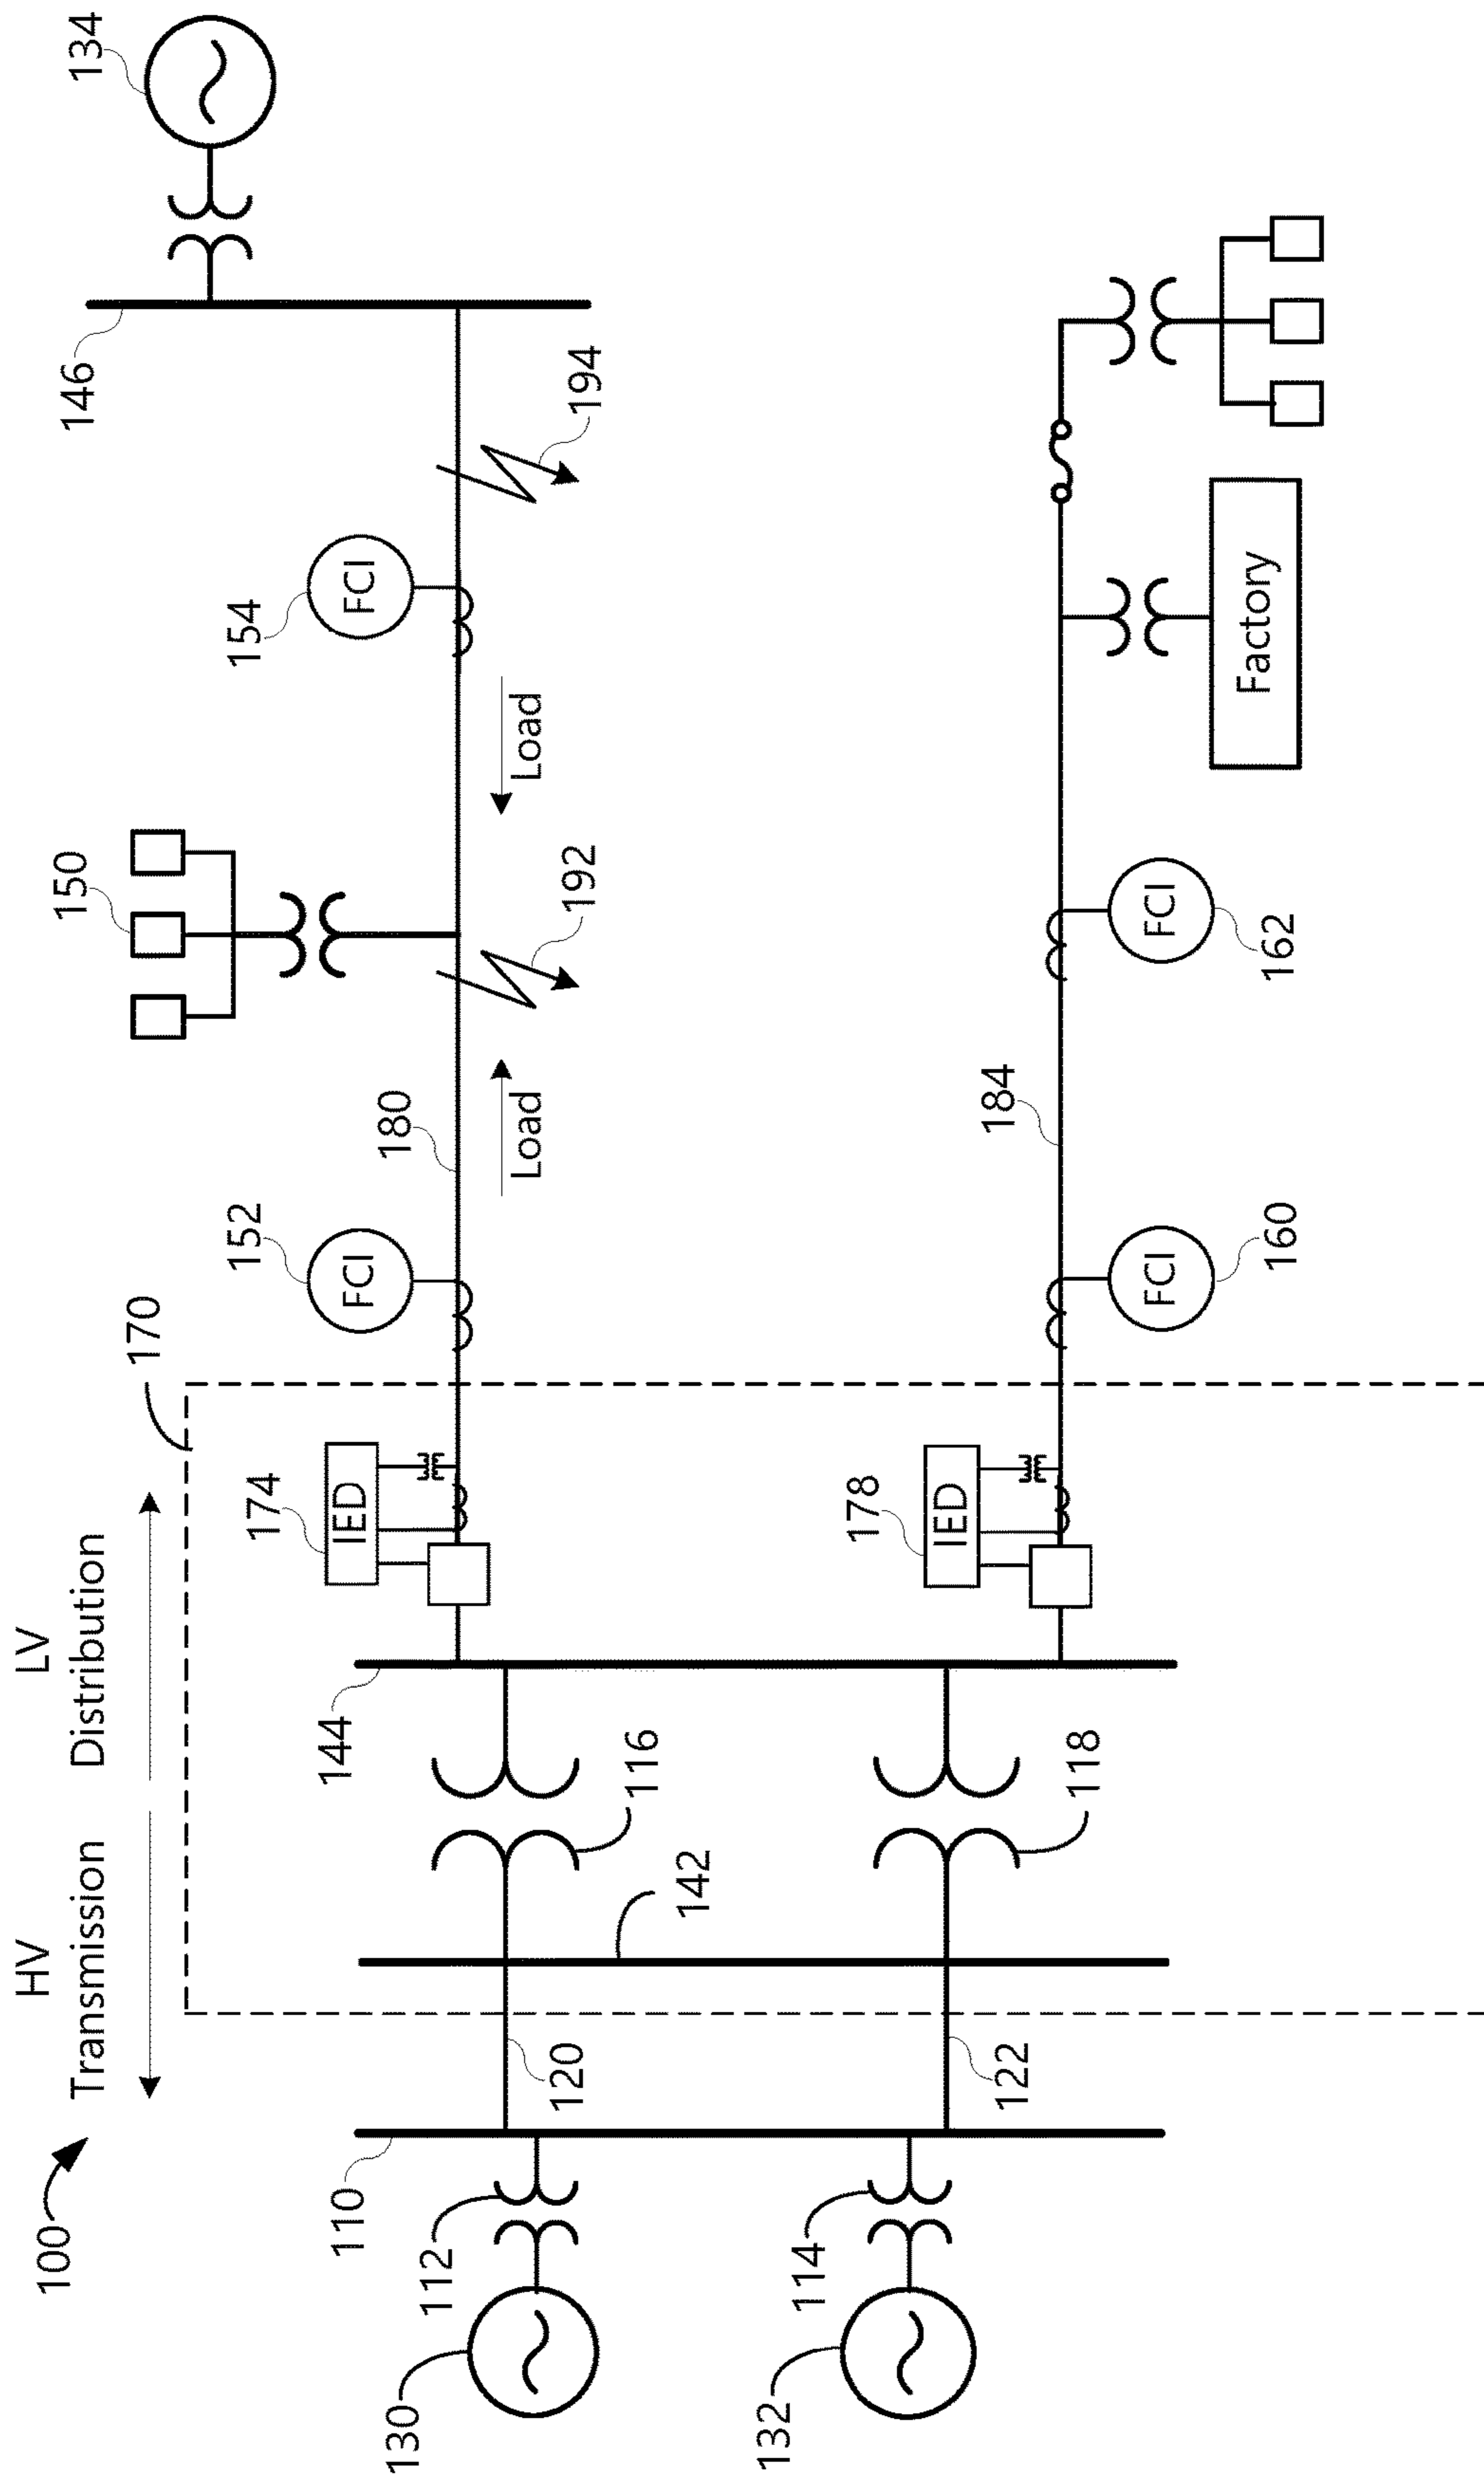 100
HV
Transmission
LV
Distribution
170
130
112
110
120
142
116
144
174
IED
152
FCI
180
Load
150
192
Load
154
FCI
194
146
134
132
114
122
118
178
IED
160
FCI
184
162
FCI
Factory